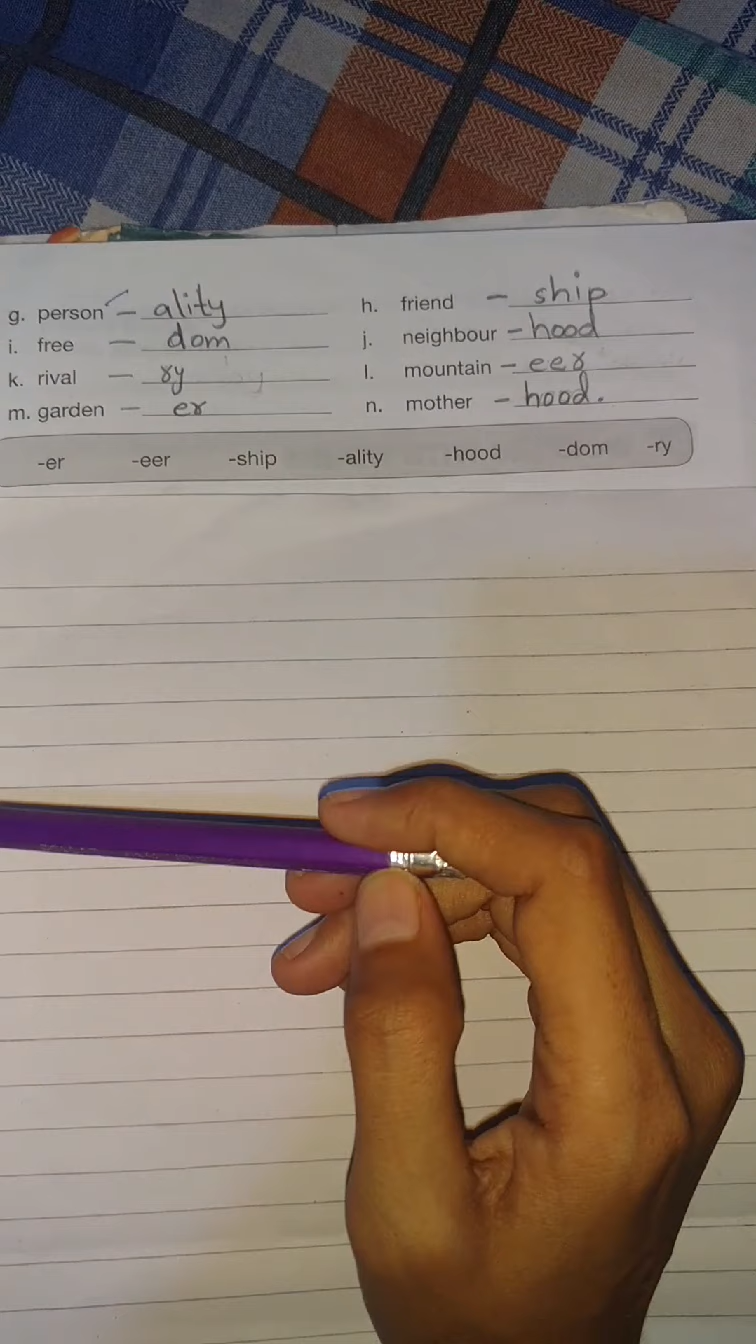 g. person - ality h. friend - ship
i. free - dom j. neighbour - hood
k. rival - ry l. mountain - eer
m. garden - er n. mother - hood.
-er -eer -ship -ality -hood -dom -ry